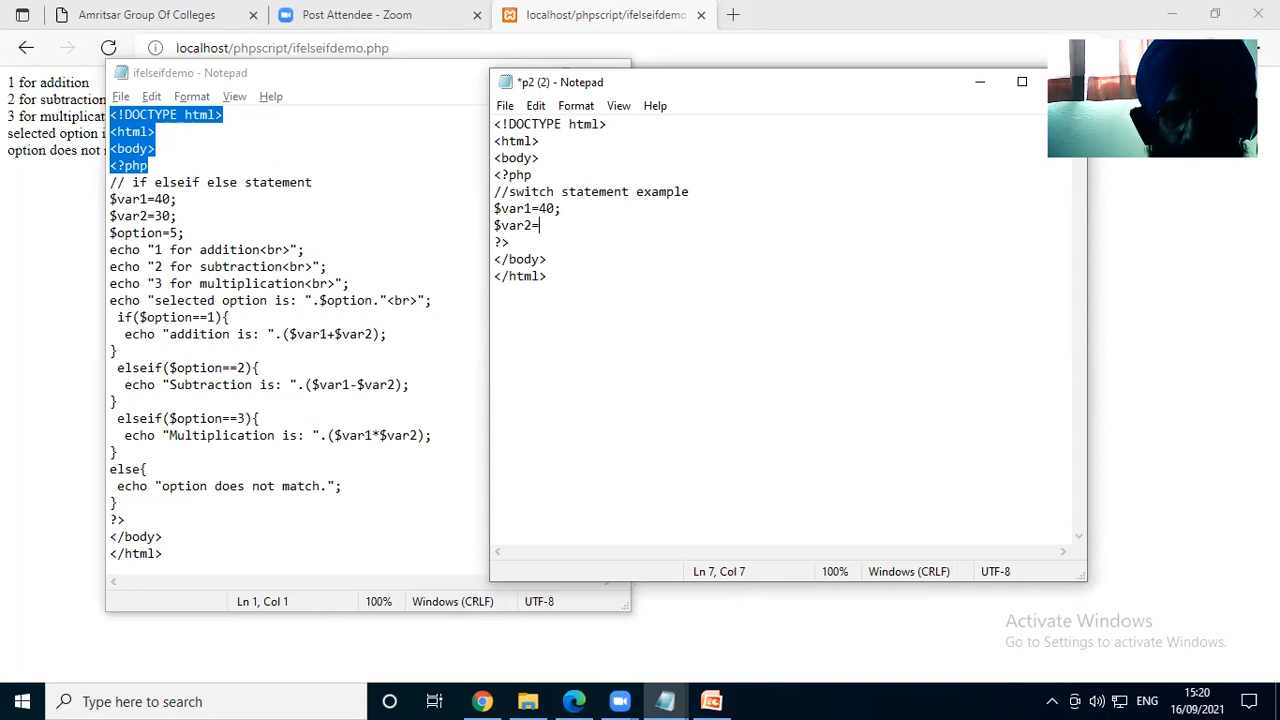 Amritsar Group Of Colleges
Post Attendee - Zoom
localhost/phpscript/ifelseifdemo
localhost/phpscript/ifelseifdemo.php
1 for addition
2 for subtraction
3 for multiplicat
selected option i
option does not
ifelseifdemo - Notepad
File Edit Format View Help
<!DOCTYPE html>
<html>
<body>
<?php
// if elseif else statement
$var1=40;
$var2=30;
$option=5;
echo "1 for addition<br>";
echo "2 for subtraction<br>";
echo "3 for multiplication<br>";
echo "selected option is: ".$option."<br>";
if($option==1){
echo "addition is: ".($var1+$var2);
}
elseif($option==2){
echo "Subtraction is: ".($var1-$var2);
}
elseif($option==3){
echo "Multiplication is: ".($var1*$var2);
}
else{
echo "option does not match.";
}
?>
</body>
</html>
Ln 1, Col 1 100% Windows (CRLF) UTF-8
*p2 (2) - Notepad
File Edit Format View Help
<!DOCTYPE html>
<html>
<body>
<?php
//switch statement example
$var1=40;
$var2=
?>
</body>
</html>
Ln 7, Col 7 100% Windows (CRLF) UTF-8
Activate Windows
Go to Settings to activate Windows.
Type here to search
ENG
15:20
16/09/2021